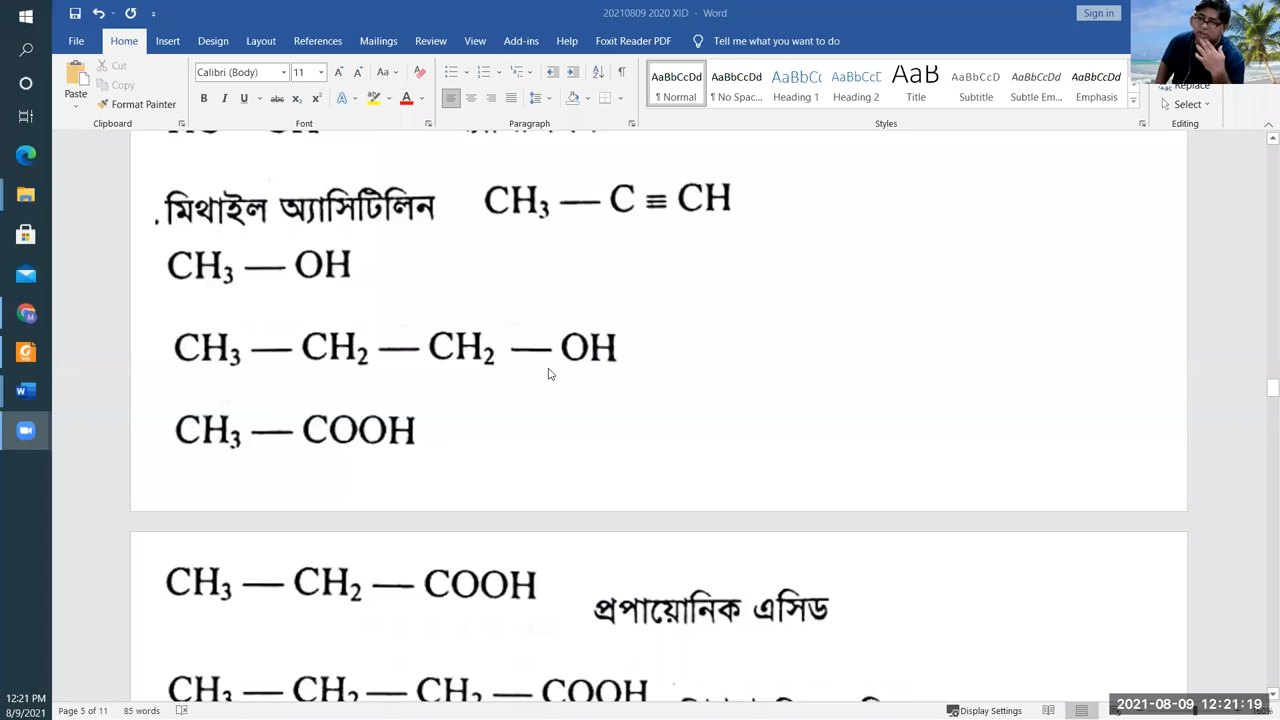 20210809 2020 XID - Word
Sign in
File Home Insert Design Layout References Mailings Review View Add-ins Help Foxit Reader PDF Tell me what you want to do
Paste
Cut
Copy
Format Painter
Clipboard
Calibri (Body) 11
Font
Paragraph
AaBbCcDd AaBbCcDd AaBbCc AaBbCcC AaB AaBbCcD AaBbCcDd AaBbCcDd
¶ Normal ¶ No Spac... Heading 1 Heading 2 Title Subtitle Subtle Em... Emphasis
Styles
Replace
Select
Editing
. মিথাইল অ্যাসিটিলিন CH₃ — C ≡ CH
CH₃ — OH
CH₃ — CH₂ — CH₂ — OH
CH₃ — COOH
CH₃ — CH₂ — COOH
প্রপায়োনিক এসিড
CH₃ — CH₂ — CH₂ — COOH
12:21 PM
8/9/2021
Page 5 of 11 85 words
Display Settings
2021-08-09 12:21:19
160%